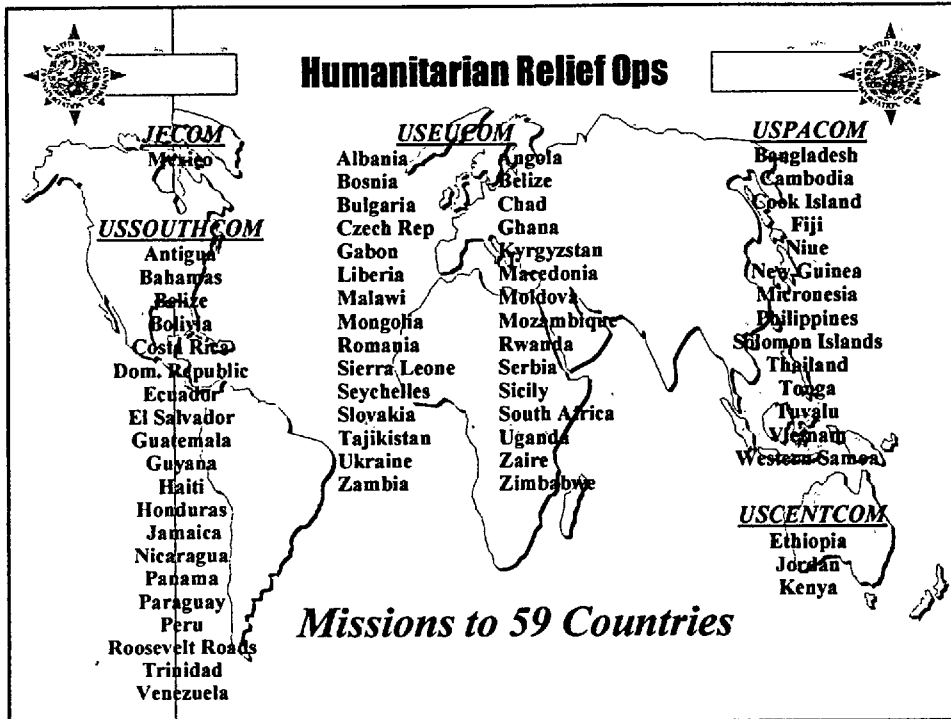 Humanitarian Relief Ops
JECOM
Mexico
USSOUTHCOM
Antigua
Bahamas
Belize
Bolivia
Costa Rica
Dom. Republic
Ecuador
El Salvador
Guatemala
Guyana
Haiti
Honduras
Jamaica
Nicaragua
Panama
Paraguay
Peru
Roosevelt Roads
Trinidad
Venezuela
USEUCOM
Albania
Bosnia
Bulgaria
Czech Rep
Gabon
Liberia
Malawi
Mongolia
Romania
Sierra Leone
Seychelles
Slovakia
Tajikistan
Ukraine
Zambia
Angola
Belize
Chad
Ghana
Kyrgyzstan
Macedonia
Moldova
Mozambique
Rwanda
Serbia
Sicily
South Africa
Uganda
Zaire
Zimbabwe
USPACOM
Bangladesh
Cambodia
Cook Island
Fiji
Niue
New Guinea
Micronesia
Philippines
Solomon Islands
Thailand
Tonga
Tuvalu
Vietnam
Western Samoa
USCENTCOM
Ethiopia
Jordan
Kenya
Missions to 59 Countries